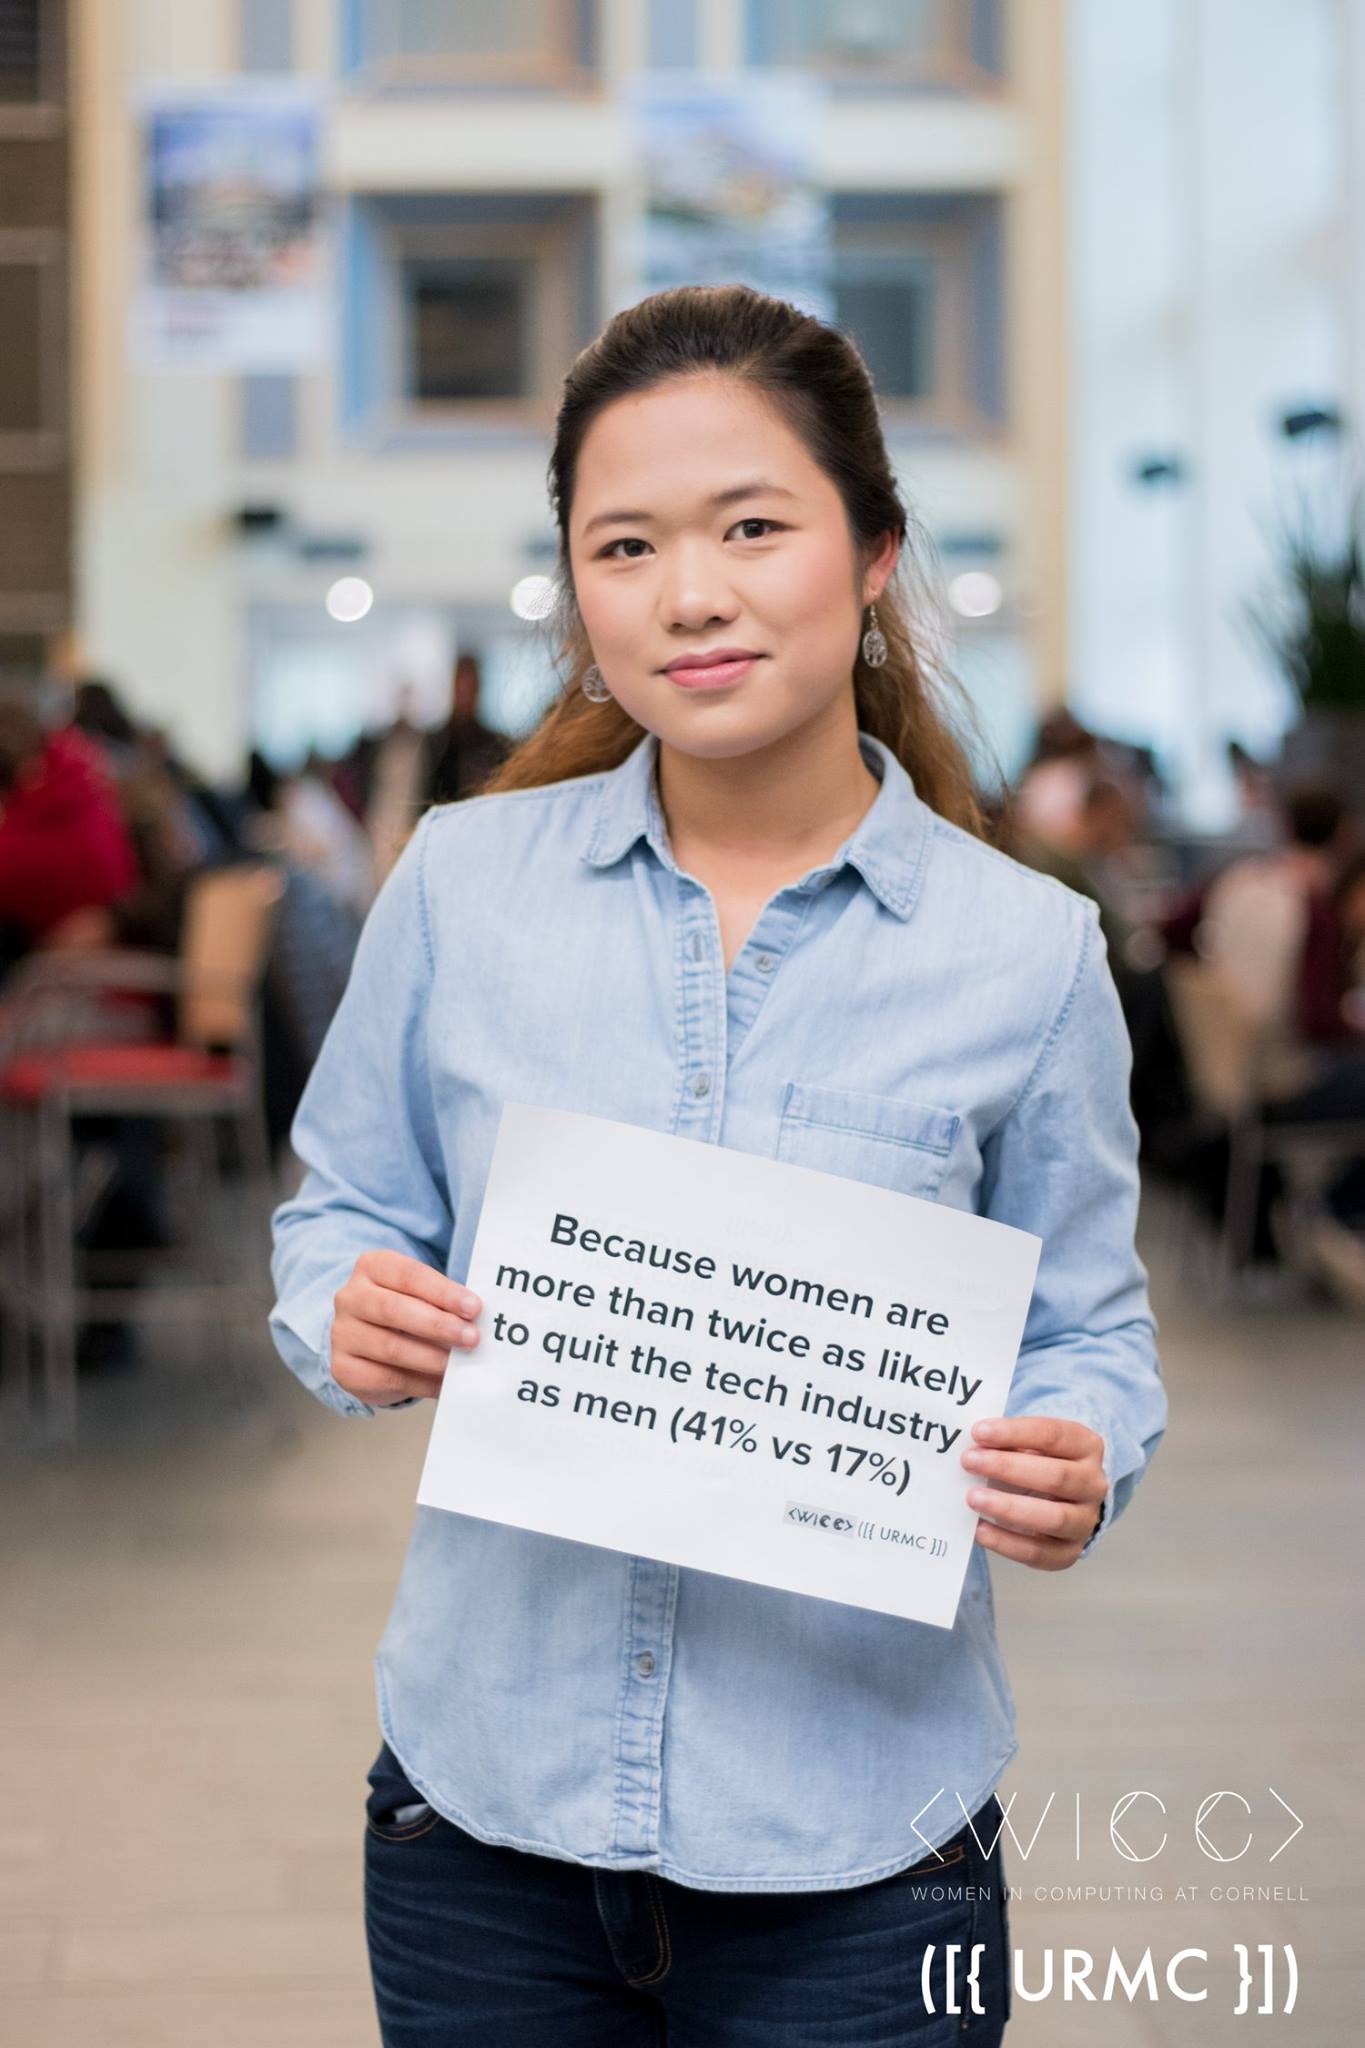 Because women are
more than twice as likely
to quit the tech industry
as men (41% vs 17%)
<WICC> ([{ URMC }])
<WICC>
WOMEN IN COMPUTING AT CORNELL
([{ URMC }])